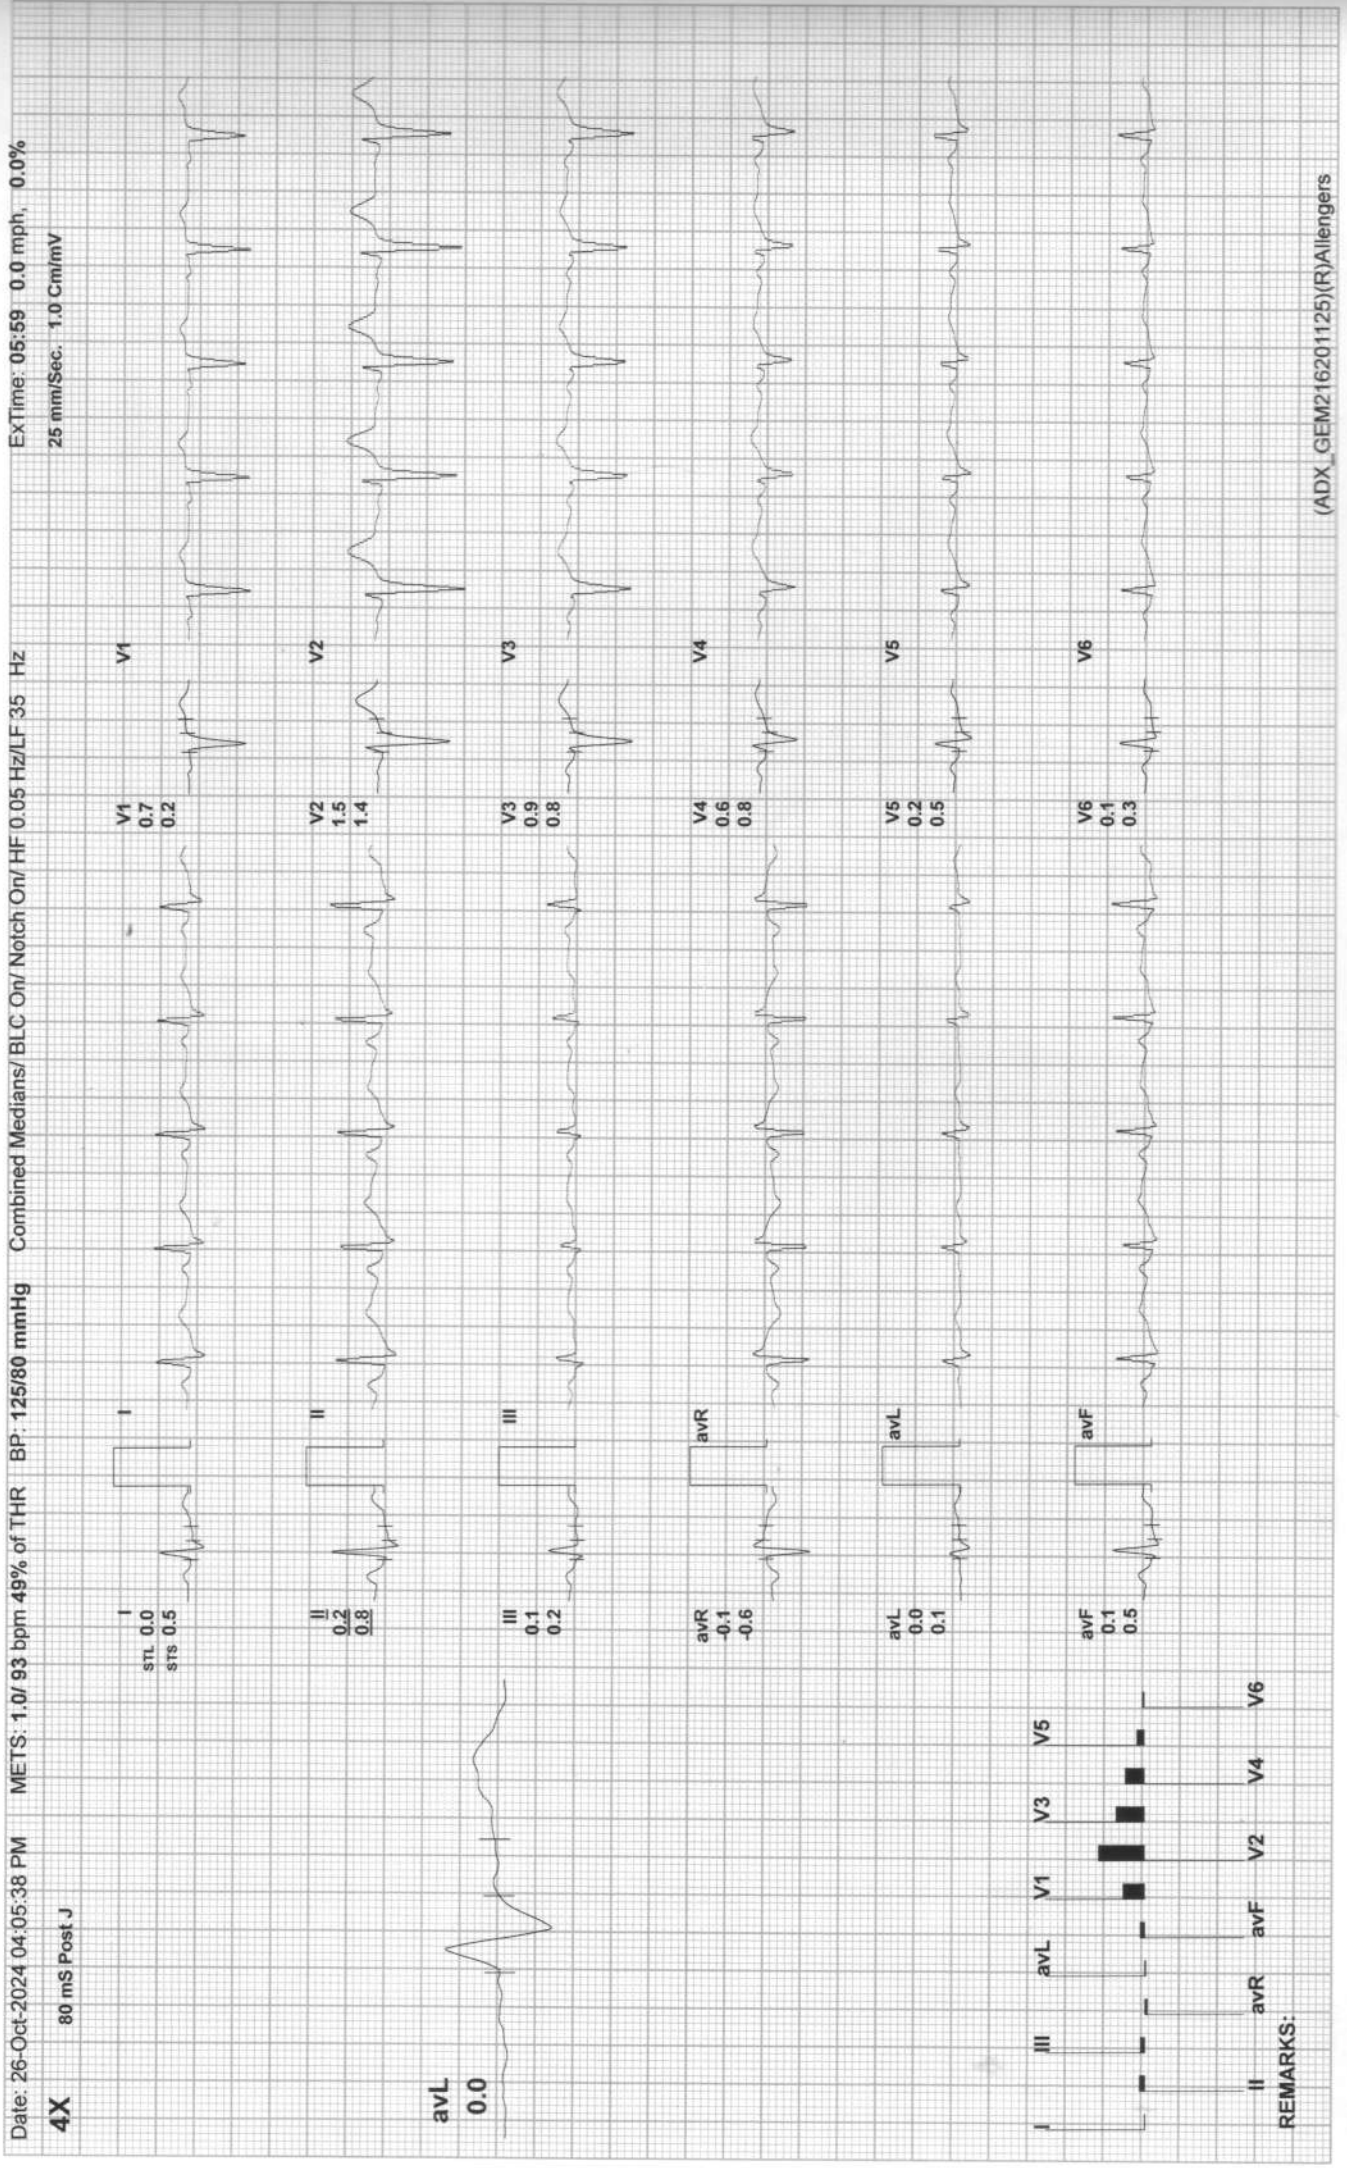 Date: 26-Oct-2024 04:05:38 PM METS: 1.0/ 93 bpm 49% of THR BP: 125/80 mmHg Combined Medians/ BLC On/ Notch On/ HF 0.05 Hz/LF 35 Hz ExTime: 05:59 0.0 mph, 0.0%
4X 80 mS Post J 25 mm/Sec. 1.0 Cm/mV
I
STL 0.0
STS 0.5
I
V1
0.7
0.2
V1
II
0.2
0.8
II
V2
1.5
1.4
V2
avL
0.0
III
0.1
0.2
III
V3
0.9
0.8
V3
avR
-0.1
-0.6
avR
V4
0.6
0.8
V4
avL
0.0
0.1
avL
V5
0.2
0.5
V5
avF
0.1
0.5
avF
V6
0.1
0.3
V6
I III avL V1 V3 V5
II avR avF V2 V4 V6
REMARKS:
(ADX_GEM216201125)(R)Allengers